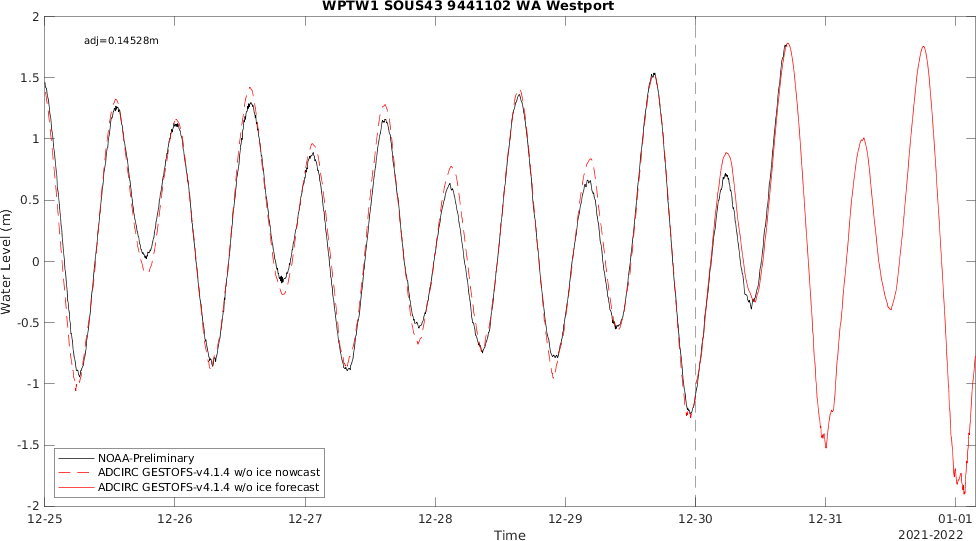 WPTW1 SOUS43 9441102 WA Westport
adj=0.14528m
2
1.5
1
0.5
0
-0.5
-1
-1.5
-2
Water Level (m)
NOAA-Preliminary
ADCIRC GESTOFS-v4.1.4 w/o ice nowcast
ADCIRC GESTOFS-v4.1.4 w/o ice forecast
12-25 12-26 12-27 12-28 12-29 12-30 12-31 01-01
Time
2021-2022